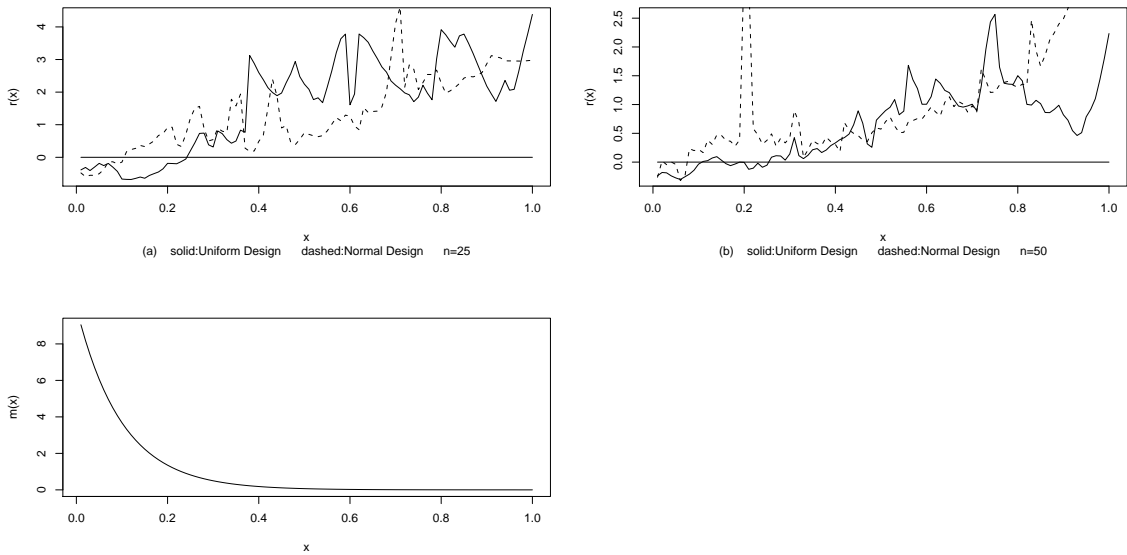 r(x)
4
3
2
1
0
0.0 0.2 0.4 0.6 0.8 1.0
x
(a) solid:Uniform Design dashed:Normal Design n=25
r(x)
2.5
2.0
1.5
1.0
0.5
0.0
0.0 0.2 0.4 0.6 0.8 1.0
x
(b) solid:Uniform Design dashed:Normal Design n=50
m(x)
8
6
4
2
0
0.0 0.2 0.4 0.6 0.8 1.0
x